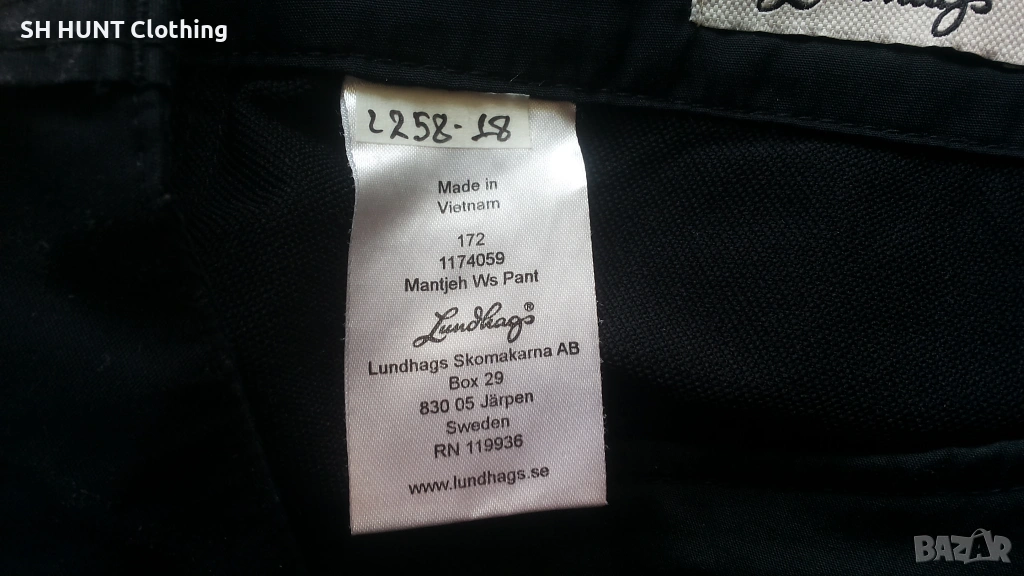 SH HUNT Clothing
Lundhags
L258-18
Made in
Vietnam
172
1174059
Mantjeh Ws Pant
Lundhags®
Lundhags Skomakarna AB
Box 29
830 05 Järpen
Sweden
RN 119936
www.lundhags.se
BAZAR